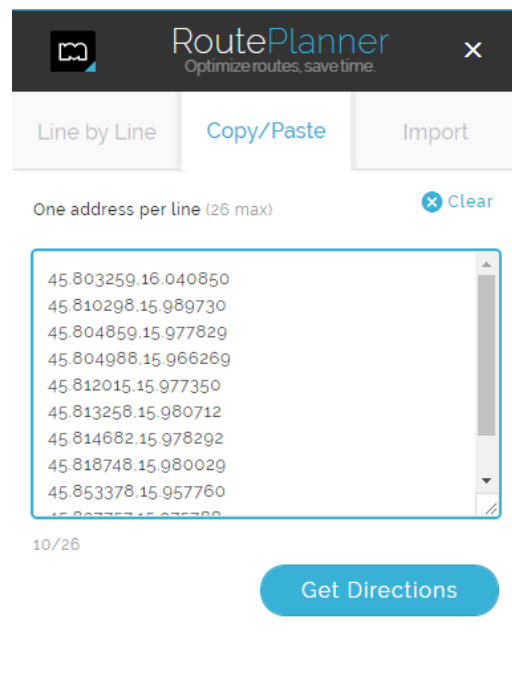 RoutePlanner
Optimize routes, save time.
Line by Line
Copy/Paste
Import
One address per line (26 max)
Clear
45.803259,16.040850
45.810298,15.989730
45.804859,15.977829
45.804988,15.966269
45.812015,15.977350
45.813258,15.980712
45.814682,15.978292
45.818748,15.980029
45.853378,15.957760
10/26
Get Directions